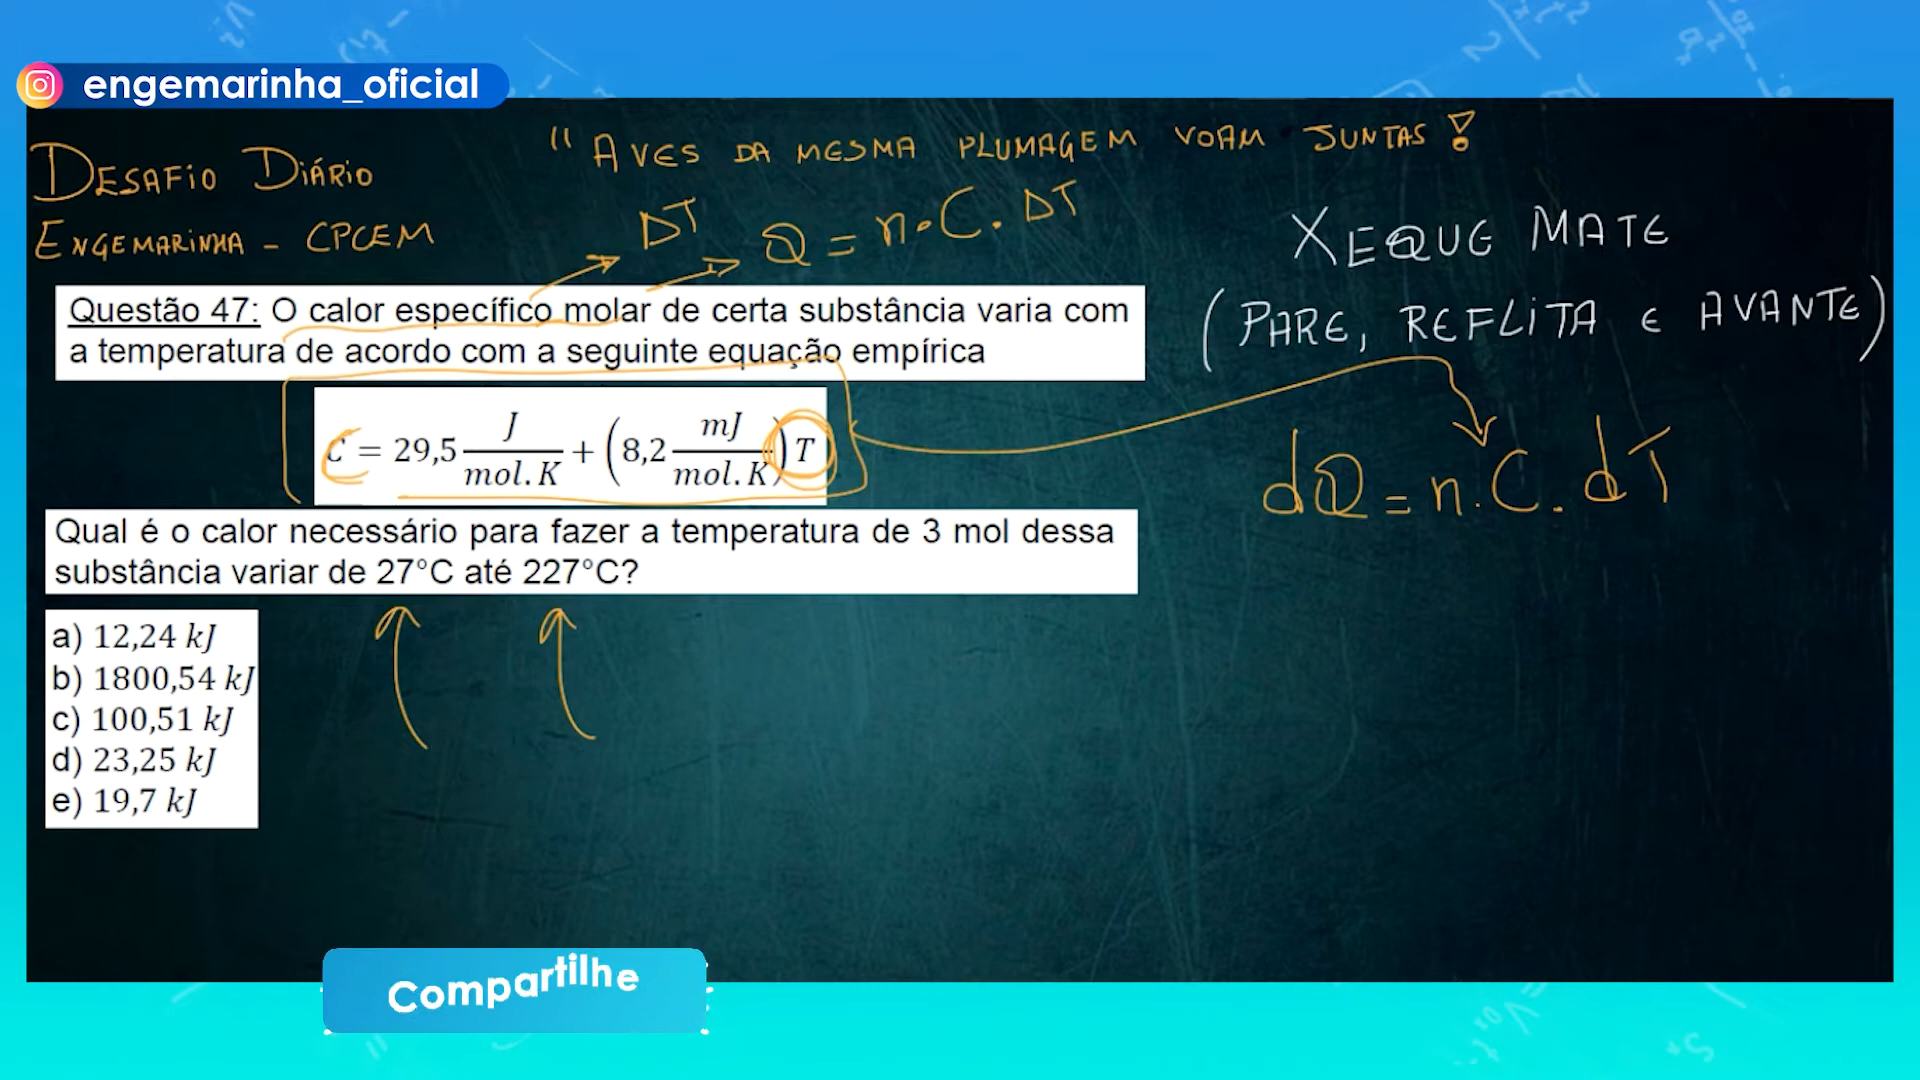 engemarinha_oficial
DESAFIO DIÁRIO
ENGEMARINHA - CPCEM
"AVES DA MESMA PLUMAGEM VOAM JUNTAS!
ΔT
Q = n.C.ΔT
XEQUE MATE
(PARE, REFLITA E AVANTE)
Questão 47: O calor específico molar de certa substância varia com
a temperatura de acordo com a seguinte equação empírica
C = 29,5 J/mol.K + (8,2 mJ/mol.K) T
dQ = n.C.dT
Qual é o calor necessário para fazer a temperatura de 3 mol dessa
substância variar de 27°C até 227°C?
a) 12,24 kJ
b) 1800,54 kJ
c) 100,51 kJ
d) 23,25 kJ
e) 19,7 kJ
Compartilhe